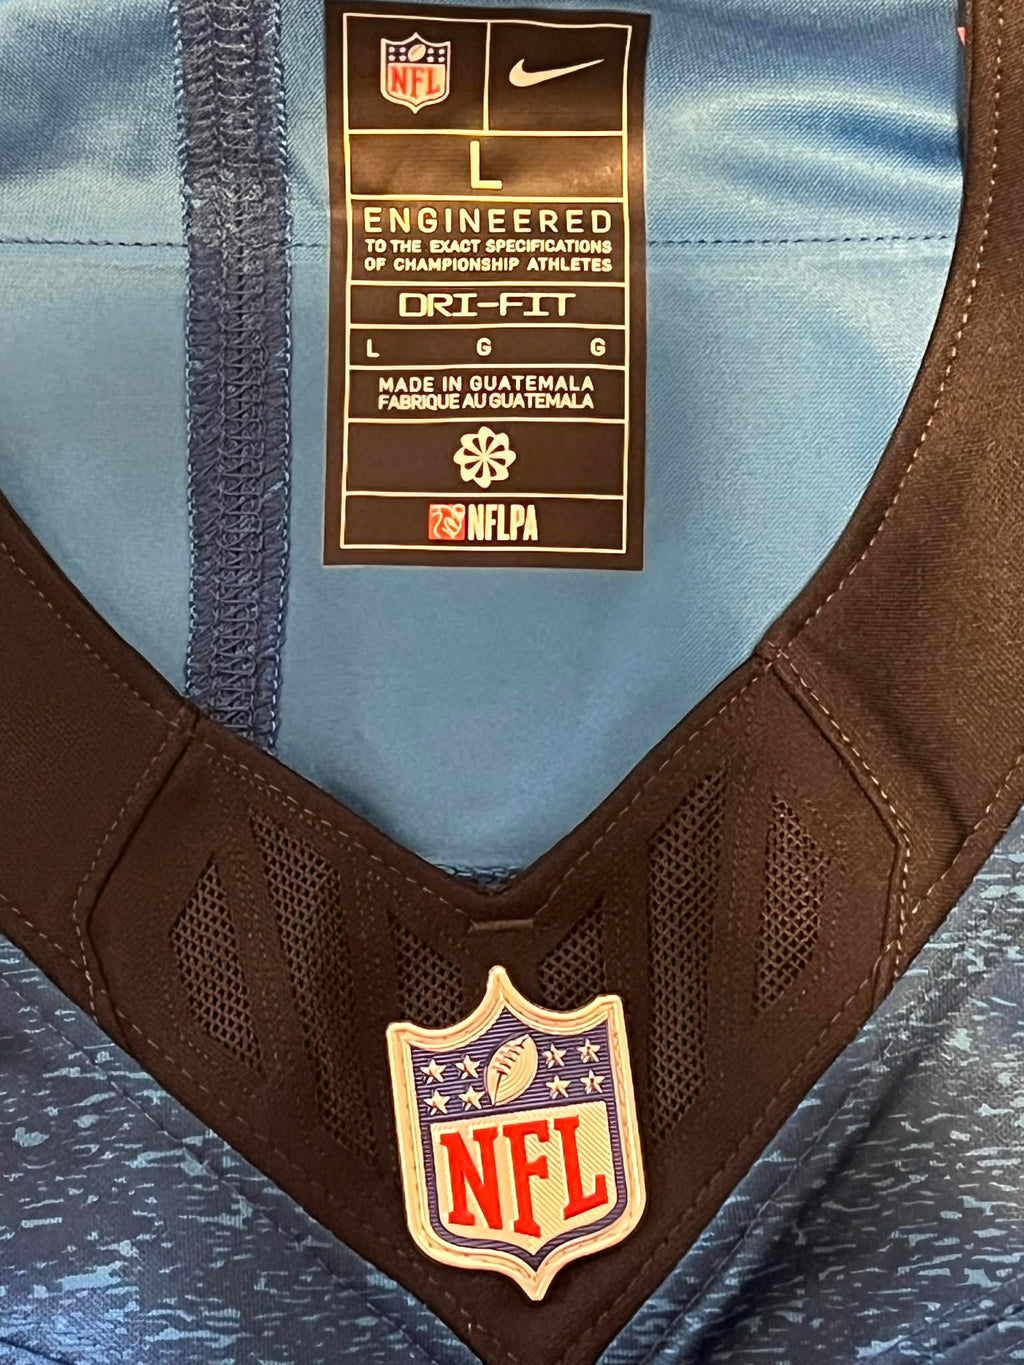 NFL
L
ENGINEERED
TO THE EXACT SPECIFICATIONS
OF CHAMPIONSHIP ATHLETES
DRI-FIT
L G G
MADE IN GUATEMALA
FABRIQUE AU GUATEMALA
NFLPA
NFL